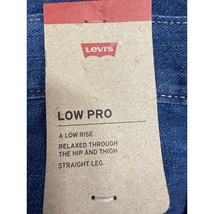 Levi's
LOW PRO
A LOW RISE
RELAXED THROUGH
THE HIP AND THIGH
STRAIGHT LEG